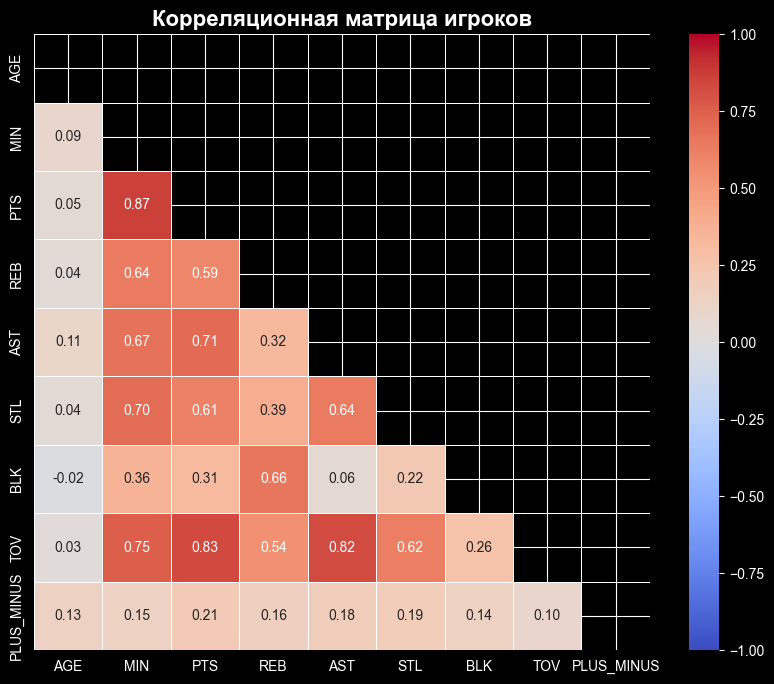 Корреляционная матрица игроков
AGE
MIN 0.09
PTS 0.05 0.87
REB 0.04 0.64 0.59
AST 0.11 0.67 0.71 0.32
STL 0.04 0.70 0.61 0.39 0.64
BLK -0.02 0.36 0.31 0.66 0.06 0.22
TOV 0.03 0.75 0.83 0.54 0.82 0.62 0.26
PLUS_MINUS 0.13 0.15 0.21 0.16 0.18 0.19 0.14 0.10
AGE MIN PTS REB AST STL BLK TOV PLUS_MINUS
1.00
0.75
0.50
0.25
0.00
−0.25
−0.50
−0.75
−1.00